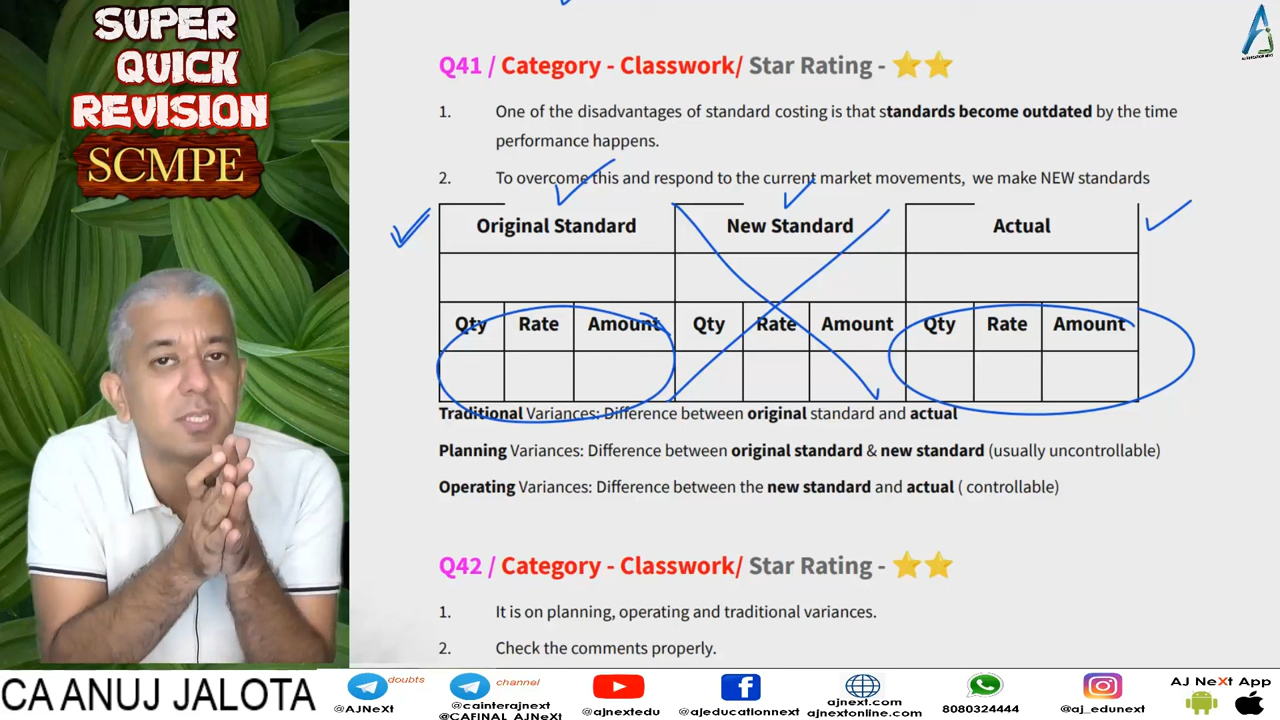 SUPER
QUICK
REVISION
SCMPE
Q41 / Category - Classwork/ Star Rating -
1. One of the disadvantages of standard costing is that standards become outdated by the time
performance happens.
2. To overcome this and respond to the current market movements, we make NEW standards
Original Standard New Standard Actual
Qty Rate Amount Qty Rate Amount Qty Rate Amount
Traditional Variances: Difference between original standard and actual
Planning Variances: Difference between original standard & new standard (usually uncontrollable)
Operating Variances: Difference between the new standard and actual ( controllable)
Q42 / Category - Classwork/ Star Rating -
1. It is on planning, operating and traditional variances.
2. Check the comments properly.
CA ANUJ JALOTA
doubts
@AJNeXt
channel
@cainterajnext
@CAFINAL_AJNeXt
@ajnextedu
@ajeducationnext
ajnext.com
ajnextonline.com
8080324444
@aj_edunext
AJ NeXt App